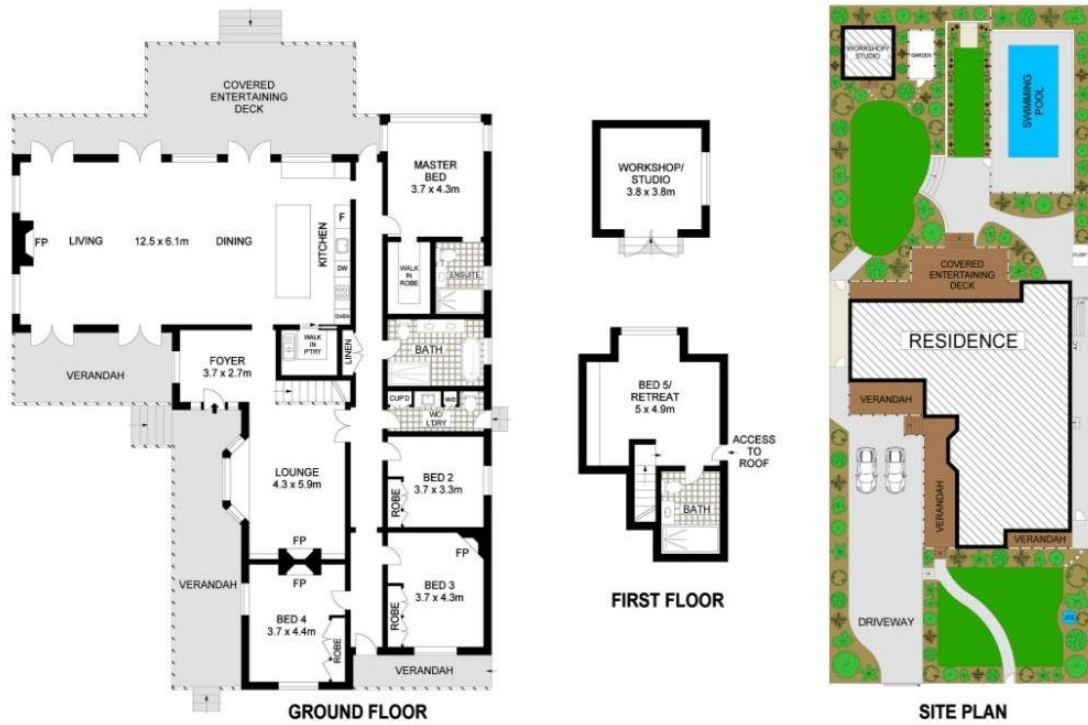 COVERED
ENTERTAINING
DECK
MASTER
BED
3.7 x 4.3m
FP
LIVING
12.5 x 6.1m
DINING
KITCHEN
F
DW
OVEN
WALK
IN
ROBE
ENSUITE
WALK
IN
P'TRY
LINEN
BATH
FOYER
3.7 x 2.7m
VERANDAH
CUP'D
WC/
L'DRY
LOUNGE
4.3 x 5.9m
BED 2
3.7 x 3.3m
ROBE
FP
FP
BED 3
3.7 x 4.3m
ROBE
FP
VERANDAH
BED 4
3.7 x 4.4m
ROBE
VERANDAH
GROUND FLOOR
WORKSHOP/
STUDIO
3.8 x 3.8m
BED 5/
RETREAT
5 x 4.9m
ACCESS
TO
ROOF
BATH
FIRST FLOOR
WORKSHOP/
STUDIO
GARDEN
SWIMMING
POOL
COVERED
ENTERTAINING
DECK
PUMP
RESIDENCE
VERANDAH
VERANDAH
VERANDAH
DRIVEWAY
SITE PLAN